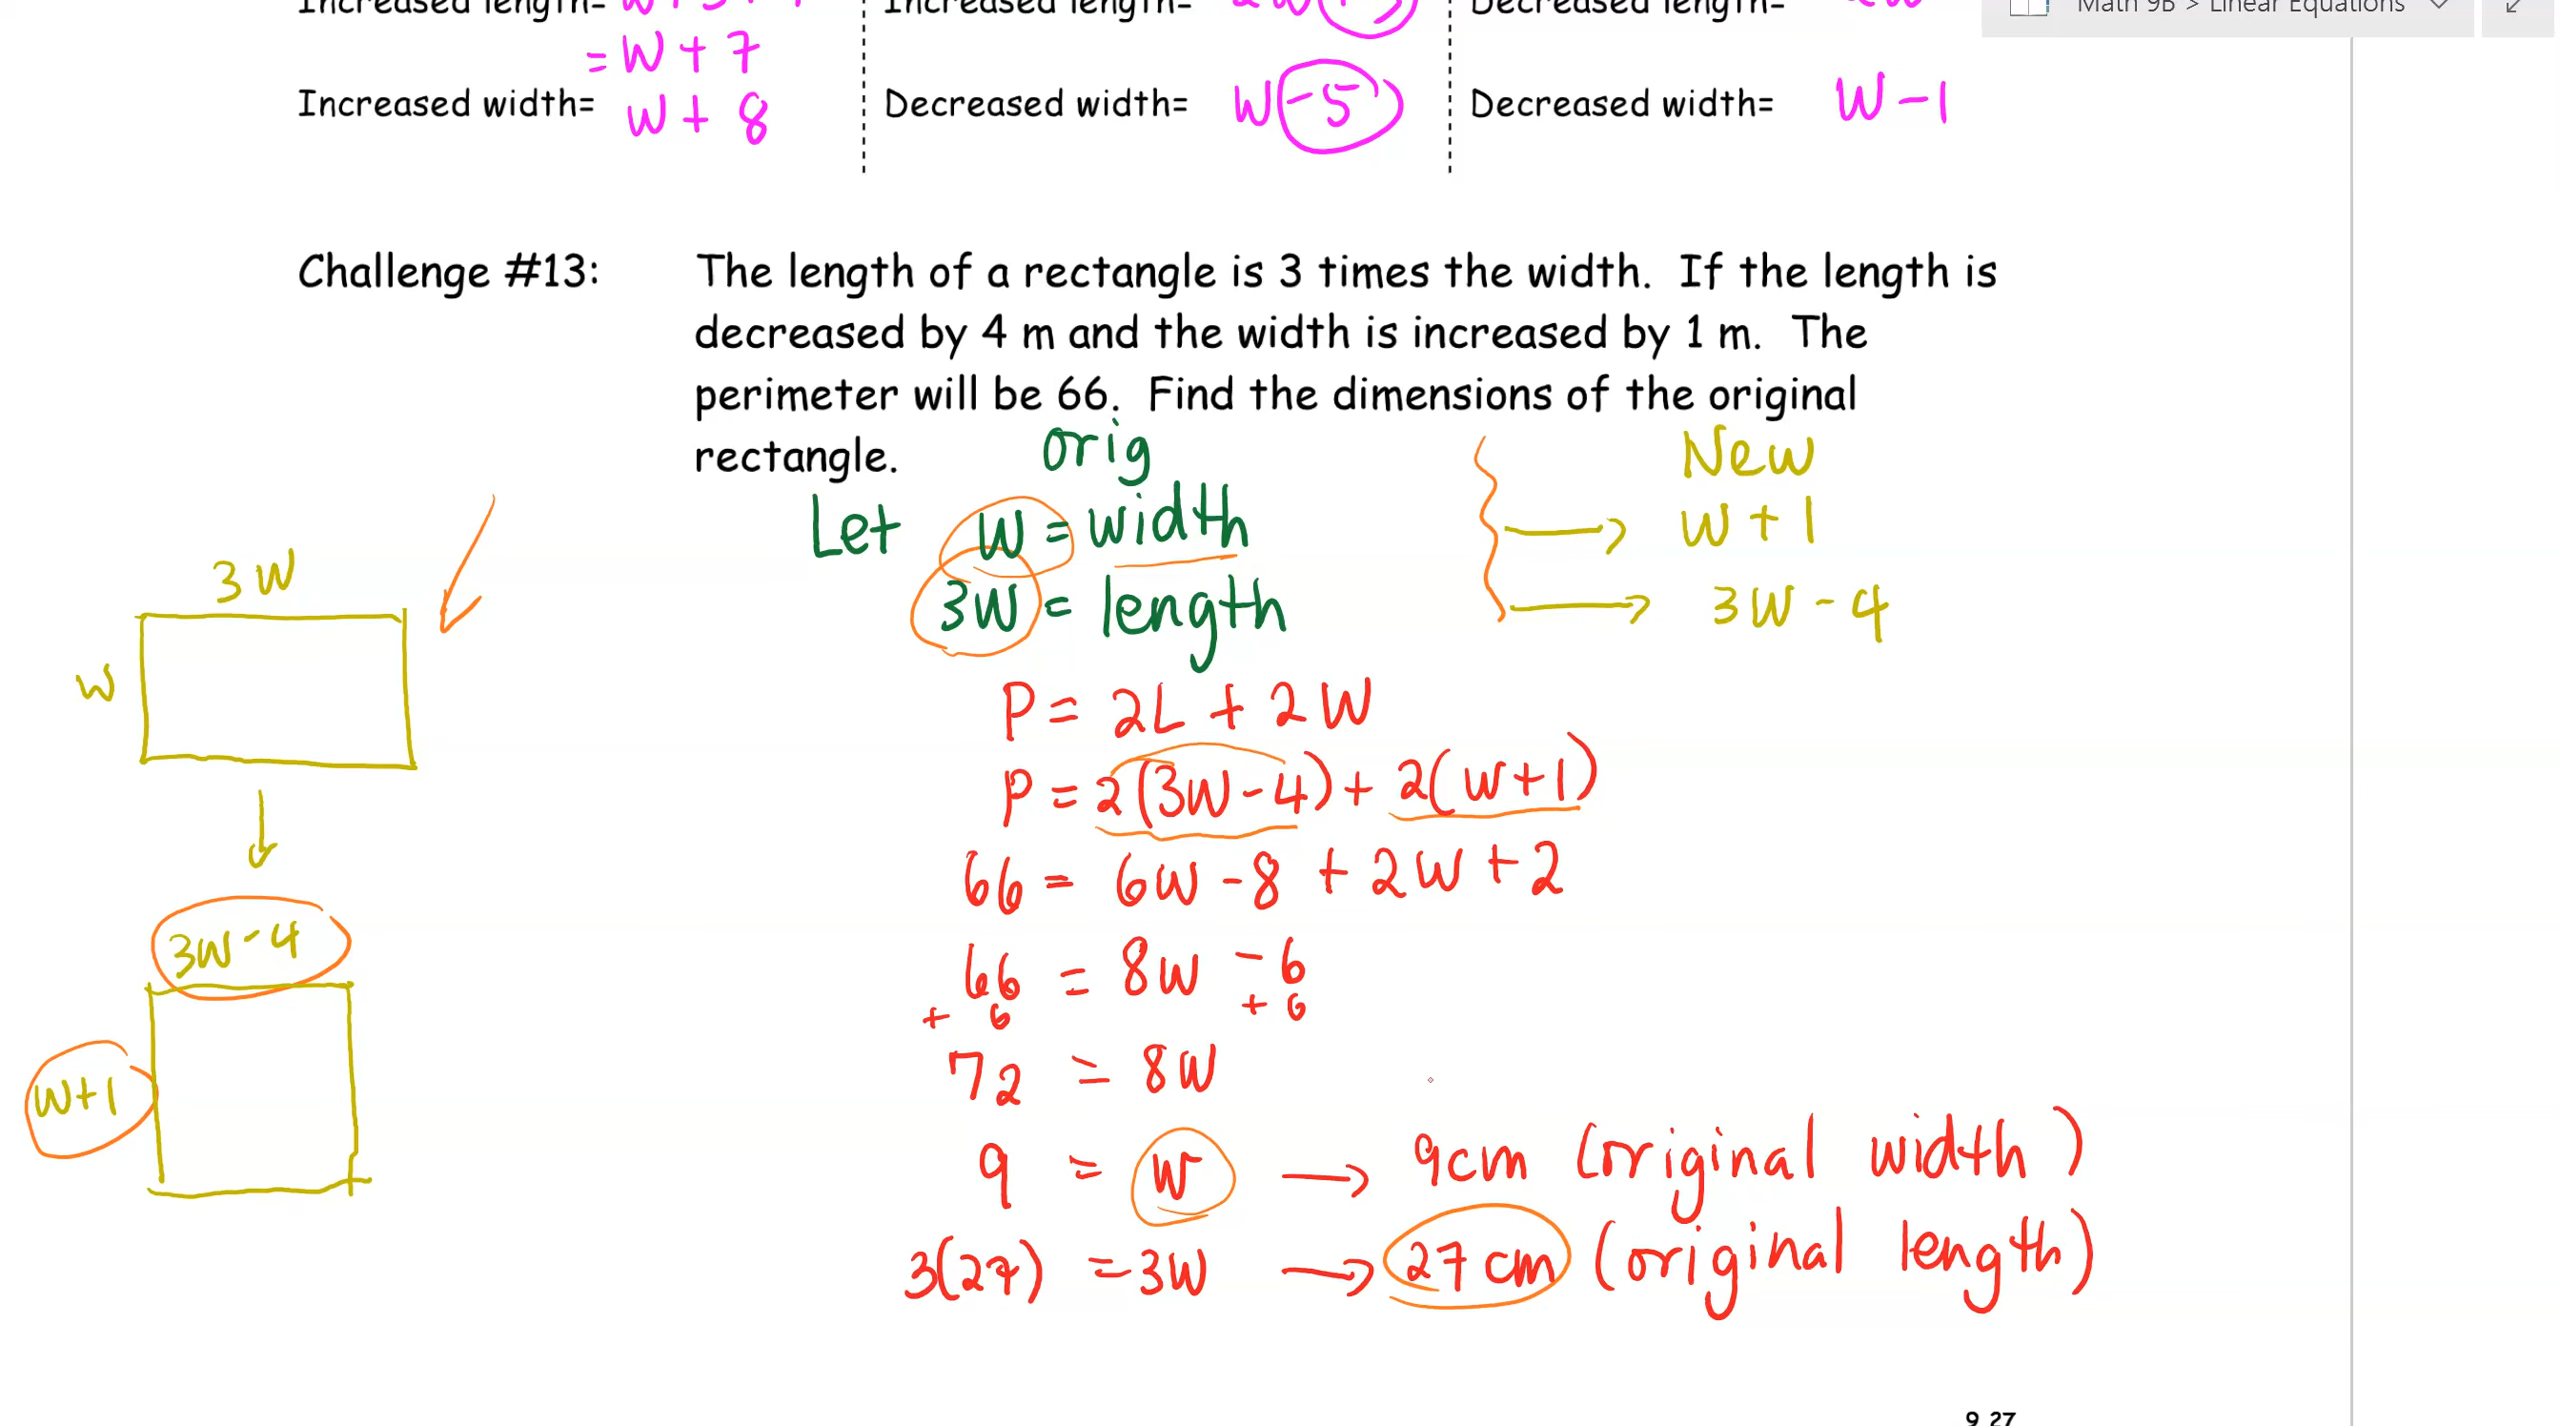 Math 9B > Linear Equations
Increased length= Increased length= Decreased length=
= W + 7
Increased width= W + 8 Decreased width= W - 5 Decreased width= W - 1
Challenge #13: The length of a rectangle is 3 times the width. If the length is
decreased by 4 m and the width is increased by 1 m. The
perimeter will be 66. Find the dimensions of the original
rectangle.
orig New
Let W = width → W + 1
3W = length → 3W - 4
3W
W
P = 2L + 2W
P = 2(3W-4) + 2(W+1)
66 = 6W - 8 + 2W + 2
3W-4
66 = 8W - 6
+ 6 + 6
W+1
72 = 8W
9 = W → 9cm (original width)
3(27) = 3W → 27 cm (original length)
9.27